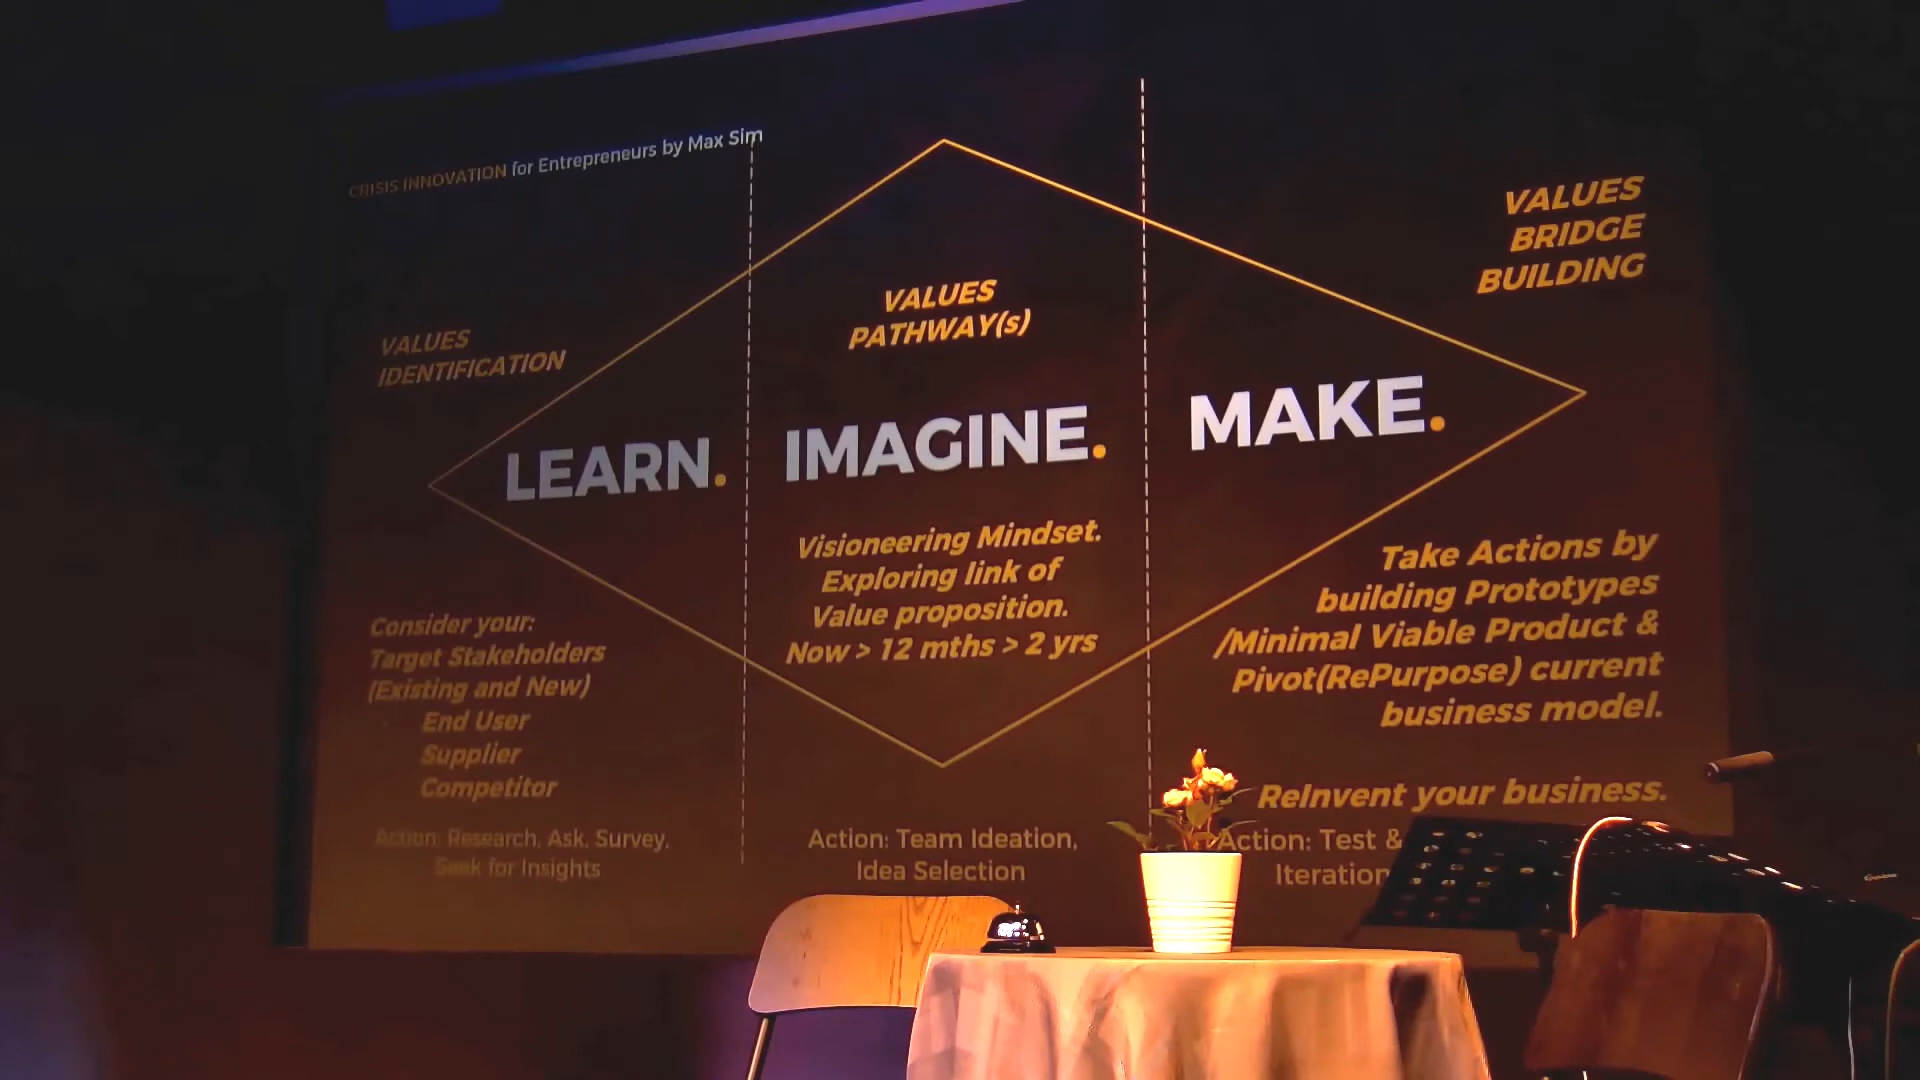 CRISIS INNOVATION for Entrepreneurs by Max Sim
VALUES
IDENTIFICATION
LEARN.
Consider your:
Target Stakeholders
(Existing and New)
End User
Supplier
Competitor
Action: Research, Ask, Survey,
Seek for Insights
VALUES
PATHWAY(s)
IMAGINE.
Visioneering Mindset.
Exploring link of
Value proposition.
Now > 12 mths > 2 yrs
Action: Team Ideation,
Idea Selection
VALUES
BRIDGE
BUILDING
MAKE.
Take Actions by
building Prototypes
/Minimal Viable Product &
Pivot(RePurpose) current
business model.
ReInvent your business.
Action: Test &
Iteration